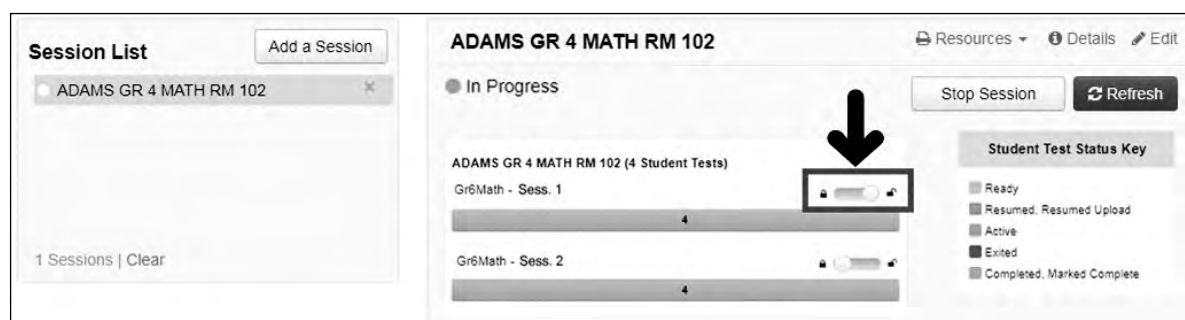 Session List
Add a Session
ADAMS GR 4 MATH RM 102
1 Sessions | Clear
ADAMS GR 4 MATH RM 102
Resources
Details
Edit
In Progress
Stop Session
Refresh
ADAMS GR 4 MATH RM 102 (4 Student Tests)
Gr6Math - Sess. 1
4
Gr6Math - Sess. 2
4
Student Test Status Key
Ready
Resumed, Resumed Upload
Active
Exited
Completed, Marked Complete